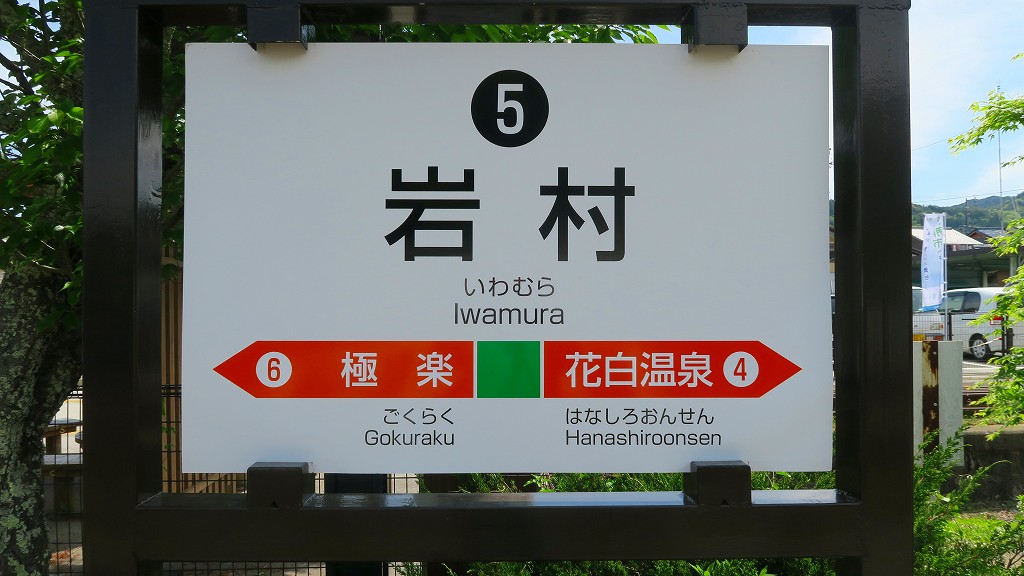 5
岩村
いわむら
Iwamura
6 極楽 花白温泉 4
ごくらく はなしろおんせん
Gokuraku Hanashiroonsen